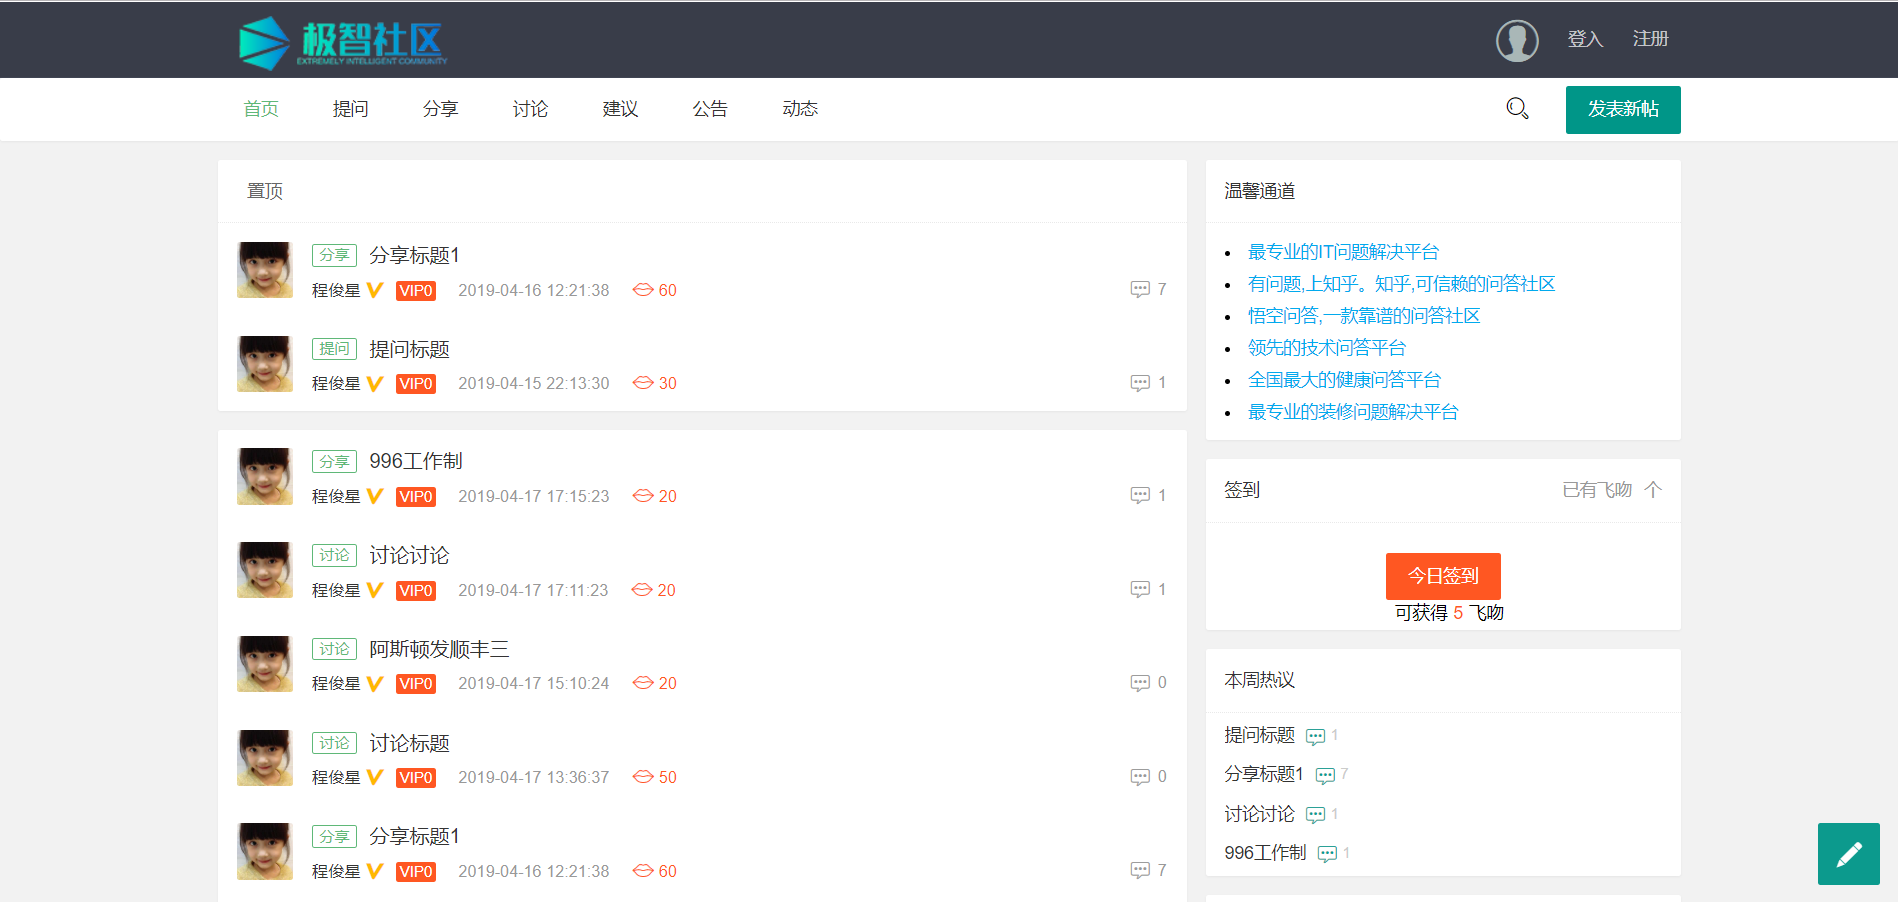 极智社区
EXTREMELY INTELLIGENT COMMUNITY
登入 注册
首页 提问 分享 讨论 建议 公告 动态 发表新帖
置顶
分享 分享标题1
程俊星 VIP0 2019-04-16 12:21:38 60 7
提问 提问标题
程俊星 VIP0 2019-04-15 22:13:30 30 1
分享 996工作制
程俊星 VIP0 2019-04-17 17:15:23 20 1
讨论 讨论讨论
程俊星 VIP0 2019-04-17 17:11:23 20 1
讨论 阿斯顿发顺丰三
程俊星 VIP0 2019-04-17 15:10:24 20 0
讨论 讨论标题
程俊星 VIP0 2019-04-17 13:36:37 50 0
分享 分享标题1
程俊星 VIP0 2019-04-16 12:21:38 60 7
温馨通道
最专业的IT问题解决平台
有问题,上知乎。知乎,可信赖的问答社区
悟空问答,一款靠谱的问答社区
领先的技术问答平台
全国最大的健康问答平台
最专业的装修问题解决平台
签到 已有飞吻 个
今日签到
可获得 5 飞吻
本周热议
提问标题 1
分享标题1 7
讨论讨论 1
996工作制 1